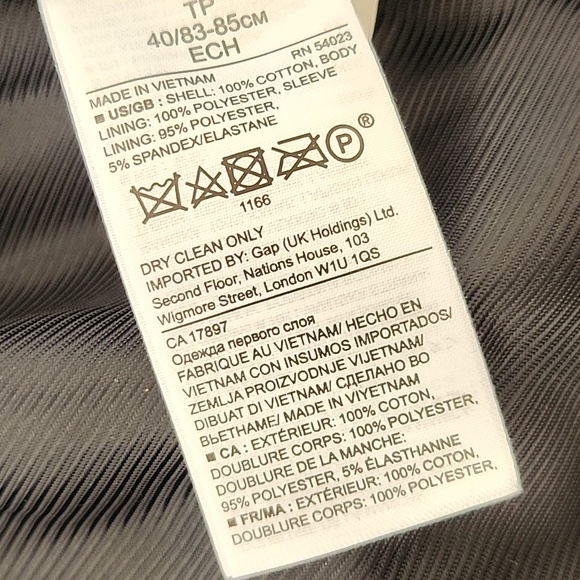 TP
40/83-85см
ECH
RN 54023
MADE IN VIETNAM
■ US/GB : SHELL: 100% COTTON, BODY
LINING: 100% POLYESTER, SLEEVE
LINING: 95% POLYESTER,
5% SPANDEX/ELASTANE
P®
1166
DRY CLEAN ONLY
IMPORTED BY: Gap (UK Holdings) Ltd.
Second Floor, Nations House, 103
Wigmore Street, London W1U 1QS
CA 17897
Одежда первого слоя
FABRIQUE AU VIETNAM/ HECHO EN
VIETNAM CON INSUMOS IMPORTADOS/
ZEMLJA PROIZVODNJE VIJETNAM/
DIBUAT DI VIETNAM/ СДЕЛАНО ВО
ВЬЕТНАМЕ/ MADE IN VIYETNAM
■ CA : EXTÉRIEUR: 100% COTON,
DOUBLURE CORPS: 100% POLYESTER,
DOUBLURE DE LA MANCHE:
95% POLYESTER, 5% ÉLASTHANNE
■ FR/MA : EXTÉRIEUR: 100% COTON,
DOUBLURE CORPS: 100% POLYESTER,